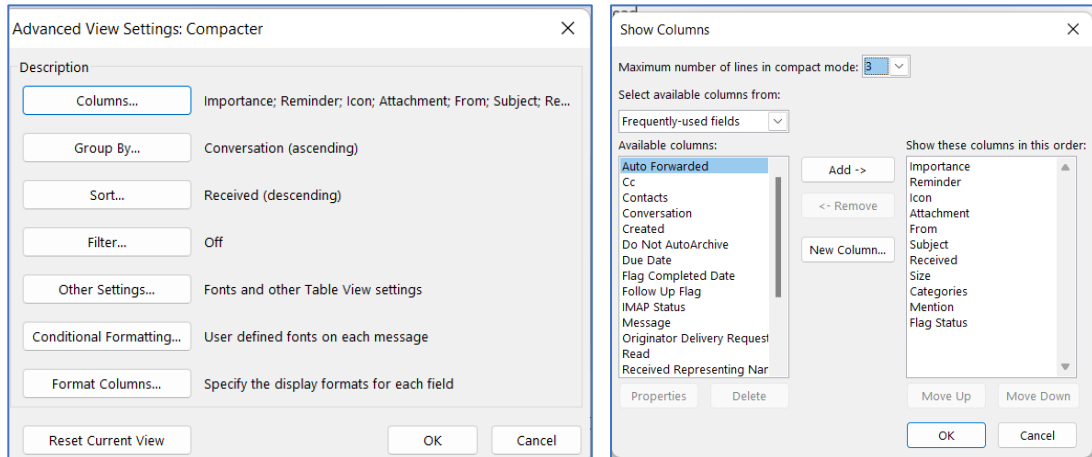 Advanced View Settings: Compacter
Description
Columns... Importance; Reminder; Icon; Attachment; From; Subject; Re...
Group By... Conversation (ascending)
Sort... Received (descending)
Filter... Off
Other Settings... Fonts and other Table View settings
Conditional Formatting... User defined fonts on each message
Format Columns... Specify the display formats for each field
Reset Current View OK Cancel
Show Columns
Maximum number of lines in compact mode: 3
Select available columns from:
Frequently-used fields
Available columns:
Auto Forwarded
Cc
Contacts
Conversation
Created
Do Not AutoArchive
Due Date
Flag Completed Date
Follow Up Flag
IMAP Status
Message
Originator Delivery Request
Read
Received Representing Nar
Add ->
<- Remove
New Column...
Show these columns in this order:
Importance
Reminder
Icon
Attachment
From
Subject
Received
Size
Categories
Mention
Flag Status
Properties Delete Move Up Move Down
OK Cancel